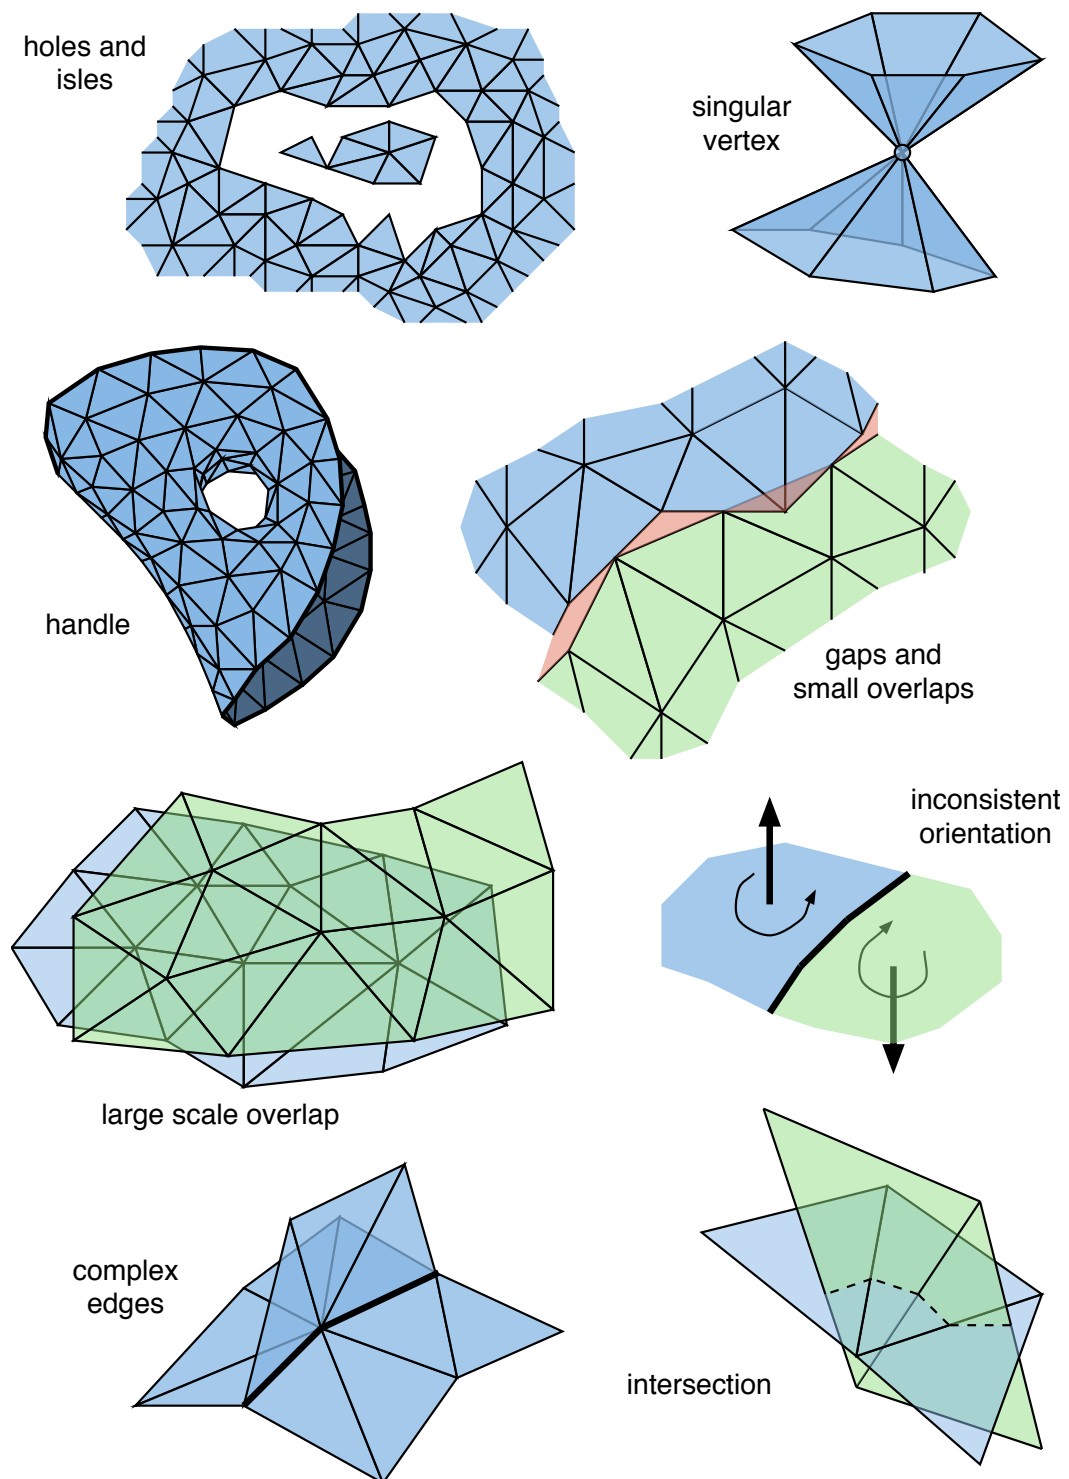 holes and
isles
singular
vertex
handle
gaps and
small overlaps
inconsistent
orientation
large scale overlap
complex
edges
intersection